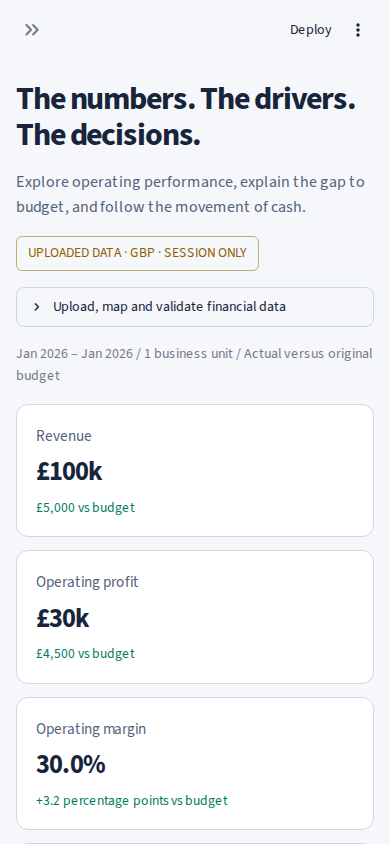 Deploy
The numbers. The drivers.
The decisions.
Explore operating performance, explain the gap to
budget, and follow the movement of cash.
UPLOADED DATA · GBP · SESSION ONLY
Upload, map and validate financial data
Jan 2026 – Jan 2026 / 1 business unit / Actual versus original
budget
Revenue
£100k
£5,000 vs budget
Operating profit
£30k
£4,500 vs budget
Operating margin
30.0%
+3.2 percentage points vs budget